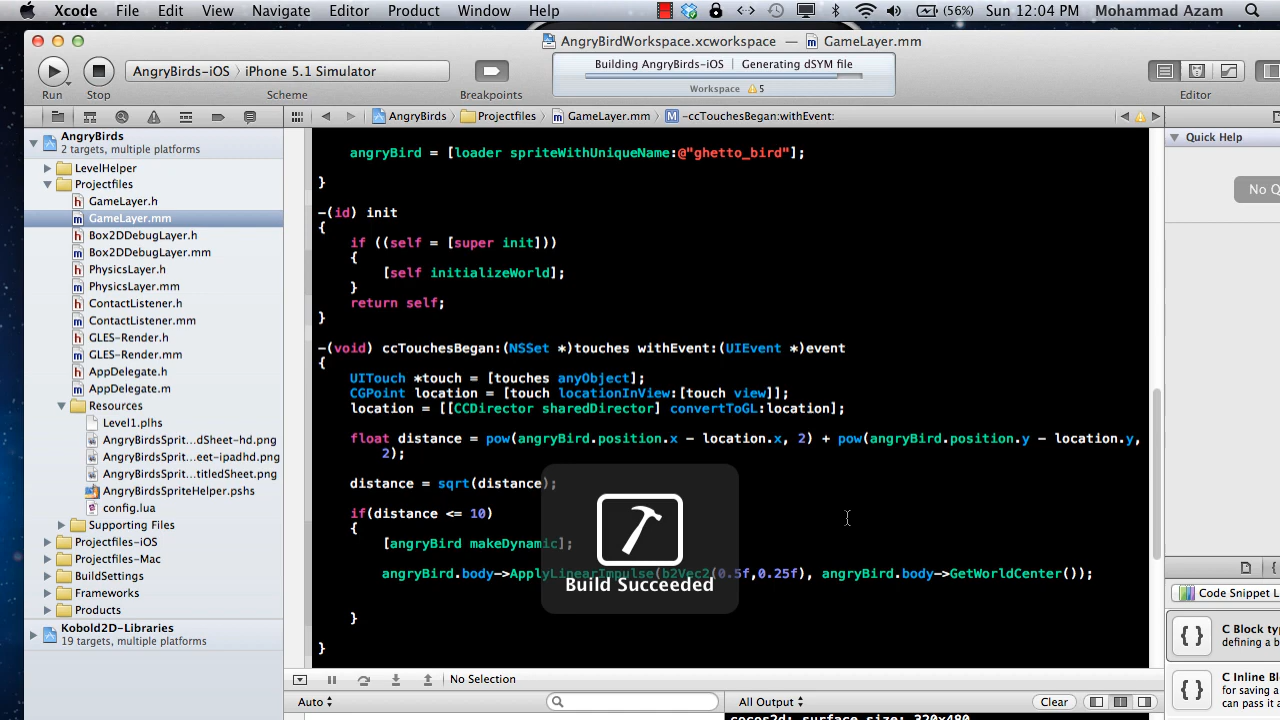 Xcode File Edit View Navigate Editor Product Window Help (56%) Sun 12:04 PM Mohammad Azam
AngryBirdWorkspace.xcworkspace — GameLayer.mm
AngryBirds-iOS iPhone 5.1 Simulator
Building AngryBirds-iOS Generating dSYM file
Workspace 5
Run Stop Scheme Breakpoints Editor
AngryBirds
2 targets, multiple platforms
LevelHelper
Projectfiles
GameLayer.h
GameLayer.mm
Box2DDebugLayer.h
Box2DDebugLayer.mm
PhysicsLayer.h
PhysicsLayer.mm
ContactListener.h
ContactListener.mm
GLES-Render.h
GLES-Render.mm
AppDelegate.h
AppDelegate.m
Resources
Level1.plhs
AngryBirdsSprit...dSheet-hd.png
AngryBirdsSprit...eet-ipadhd.png
AngryBirdsSprit...titledSheet.png
AngryBirdsSpriteHelper.pshs
config.lua
Supporting Files
Projectfiles-iOS
Projectfiles-Mac
BuildSettings
Frameworks
Products
Kobold2D-Libraries
19 targets, multiple platforms
AngryBirds Projectfiles GameLayer.mm M -ccTouchesBegan:withEvent:
angryBird = [loader spriteWithUniqueName:@"ghetto_bird"];
}
-(id) init
{
if ((self = [super init]))
{
[self initializeWorld];
}
return self;
}
-(void) ccTouchesBegan:(NSSet *)touches withEvent:(UIEvent *)event
{
UITouch *touch = [touches anyObject];
CGPoint location = [touch locationInView:[touch view]];
location = [[CCDirector sharedDirector] convertToGL:location];
float distance = pow(angryBird.position.x - location.x, 2) + pow(angryBird.position.y - location.y,
2);
distance = sqrt(distance);
if(distance <= 10)
{
[angryBird makeDynamic];
angryBird.body->ApplyLinearImpulse(b2Vec2(0.5f,0.25f), angryBird.body->GetWorldCenter());
}
}
Build Succeeded
No Selection
Auto
All Output
Clear
cocos2d: surface size: 320x480
Quick Help
No Q
Code Snippet L
C Block typ
defining a b
C Inline Bl
for saving a
can pass it